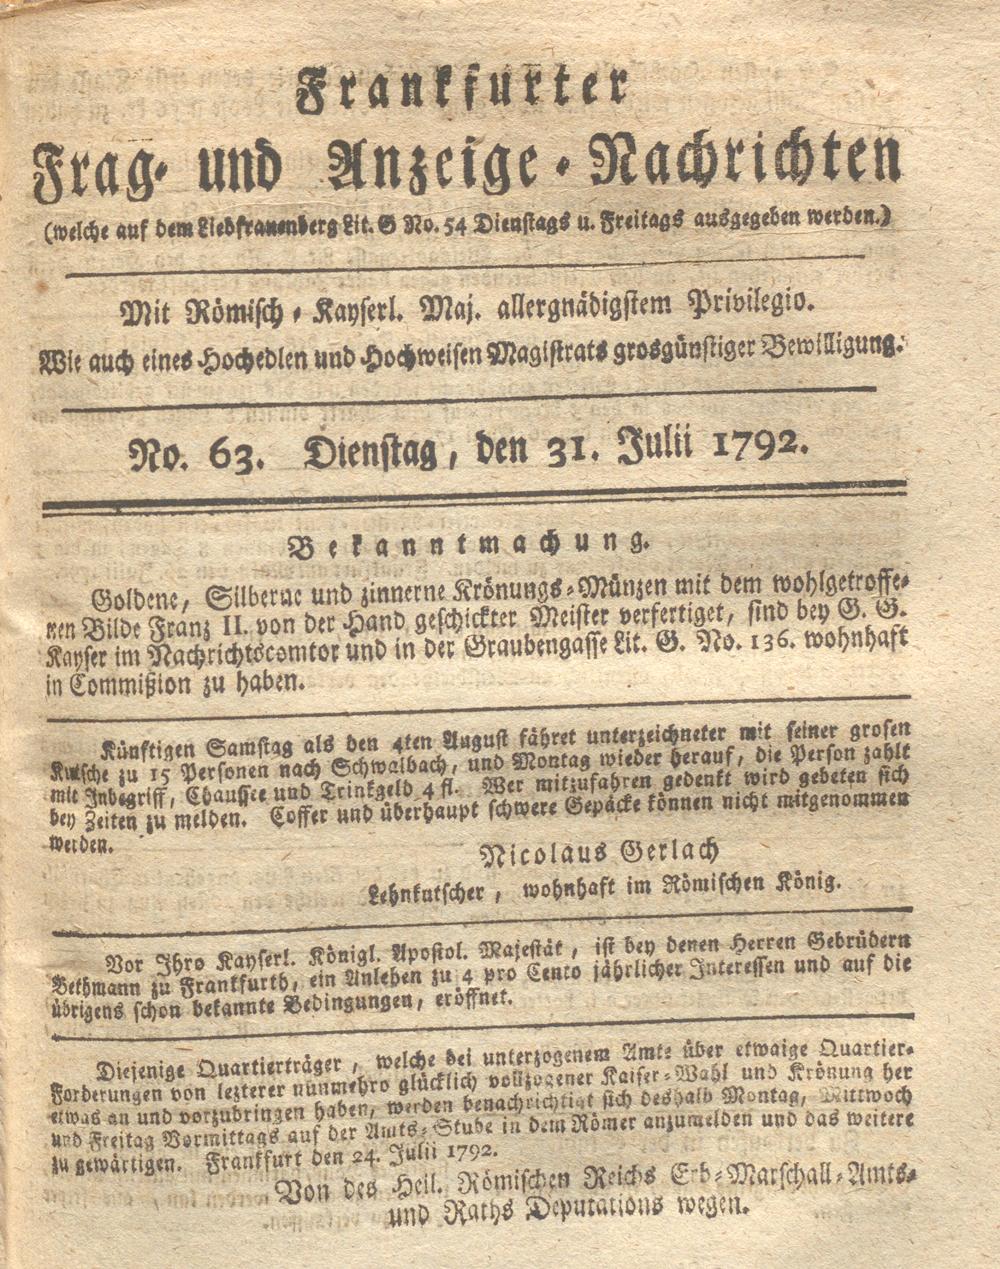 Frankfurter
Frag- und Anzeige-Nachrichten
(welche auf dem Liebfrauenberg Lit. G No. 54 Dienstags u. Freitags ausgegeben werden.)
Mit Römisch-Kayserl. Maj. allergnädigstem Privilegio.
Wie auch eines Hochedlen und Hochweisen Magistrats grosgünstiger Bewilligung.
No. 63. Dienstag, den 31. Julii 1792.
Bekanntmachung.
Goldene, Silberne und zinnerne Krönungs-Münzen mit dem wohlgetroffe-
nen Bilde Franz II. von der Hand geschickter Meister verfertiget, sind bey G. G.
Kayser im Nachrichtscomtor und in der Graubengasse Lit. G. No. 136. wohnhaft
in Commißion zu haben.
Künftigen Samstag als den 4ten August fähret unterzeichneter mit seiner grosen
Kutsche zu 15 Personen nach Schwalbach, und Montag wieder herauf, die Person zahlt
mit Inbegriff, Chaussee und Trinkgeld 4 fl. Wer mitzufahren gedenkt wird gebeten sich
bey Zeiten zu melden. Coffer und überhaupt schwere Gepäcke können nicht mitgenommen
werden.
Nicolaus Gerlach
Lehnkutscher, wohnhaft im Römischen König.
Vor Ihro Kayserl. Königl. Apostol. Majestät, ist bey denen Herren Gebrüdern
Bethmann zu Frankfurth, ein Anlehen zu 4 pro Cento jährlicher Interessen und auf die
übrigens schon bekannte Bedingungen, eröffnet.
Diejenige Quartierträger, welche bei unterzogenem Amte über etwaige Quartier-
Forderungen von lezterer nunmehro glücklich vollzogener Kaiser-Wahl und Krönung her
etwas an und vorzubringen haben, werden benachrichtigt sich deshalb Montag, Mittwoch
und Freitag Vormittags auf der Amts-Stube in dem Römer anzumelden und das weitere
zu gewärtigen. Frankfurt den 24. Julii 1792.
Von des Heil. Römischen Reichs Erb-Marschall-Amts-
und Raths Deputations wegen.